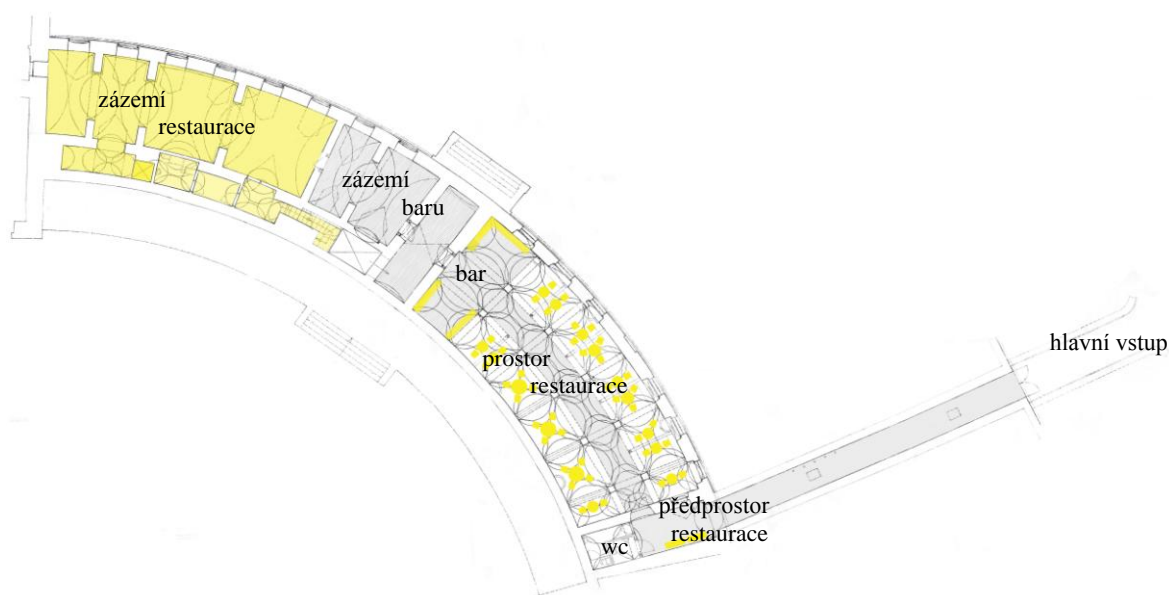 zázemí
restaurace
zázemí
baru
bar
prostor
restaurace
hlavní vstup
předprostor
restaurace
wc